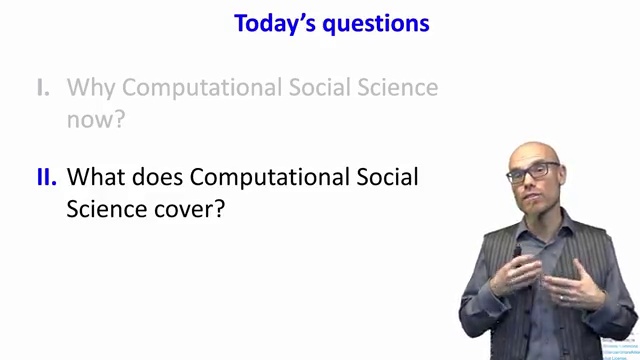 Today's questions
I. Why Computational Social Science
now?
II. What does Computational Social
Science cover?